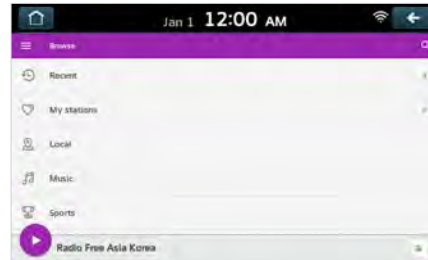 Jan 1 12:00 AM
Browse
Recent
My stations
Local
Music
Sports
Radio Free Asia Korea